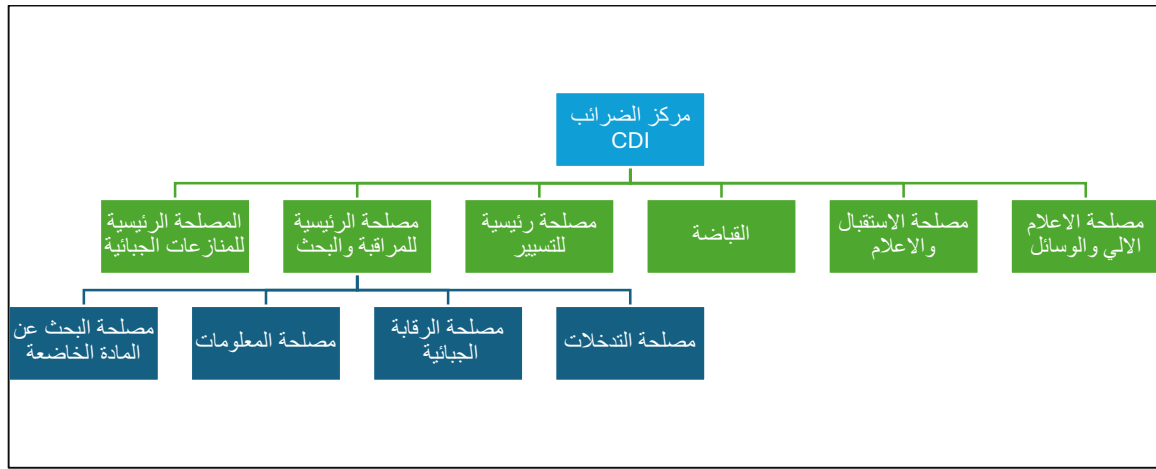 مركز الضرائب
CDI
مصلحة الاعلام
الالي والوسائل
مصلحة الاستقبال
والاعلام
القباضة
مصلحة رئيسية
للتسيير
مصلحة الرئيسية
للمراقبة والبحث
المصلحة الرئيسية
للمنازعات الجبائية
مصلحة التدخلات
مصلحة الرقابة
الجبائية
مصلحة المعلومات
مصلحة البحث عن
المادة الخاضعة